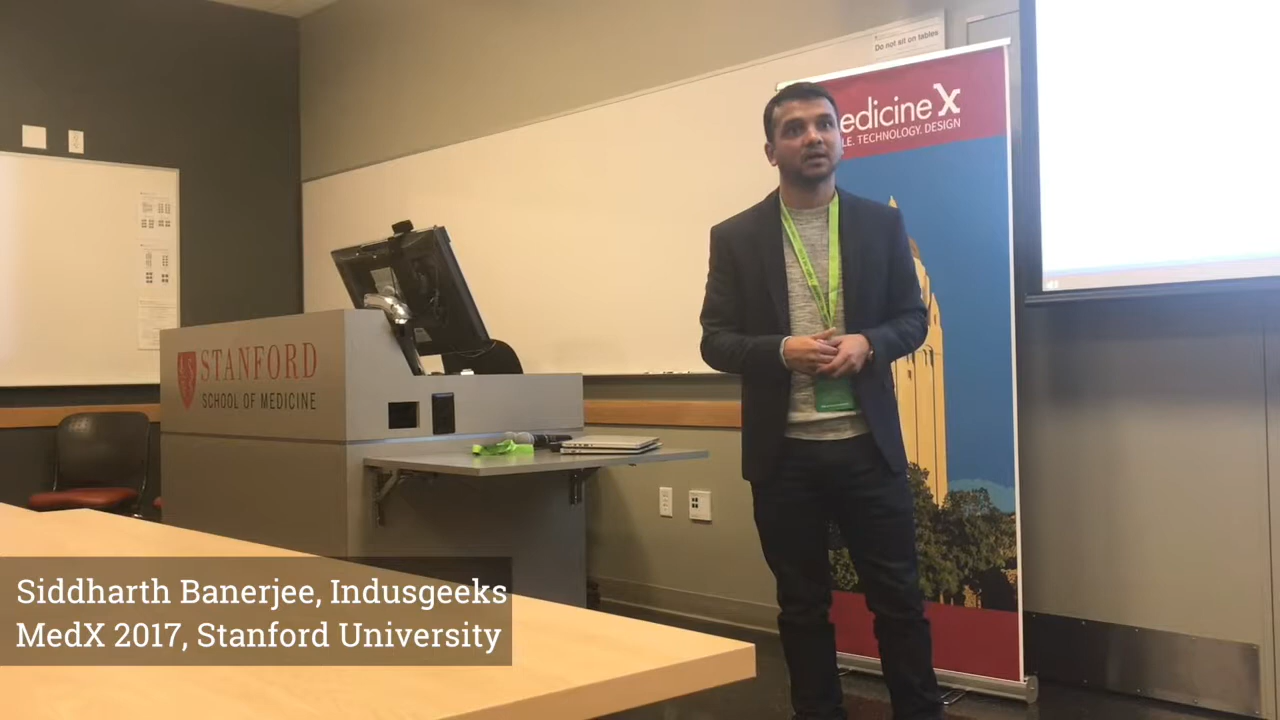 Do not sit on tables
edicine X
LE. TECHNOLOGY. DESIGN
STANFORD
SCHOOL OF MEDICINE
Siddharth Banerjee, Indusgeeks
MedX 2017, Stanford University